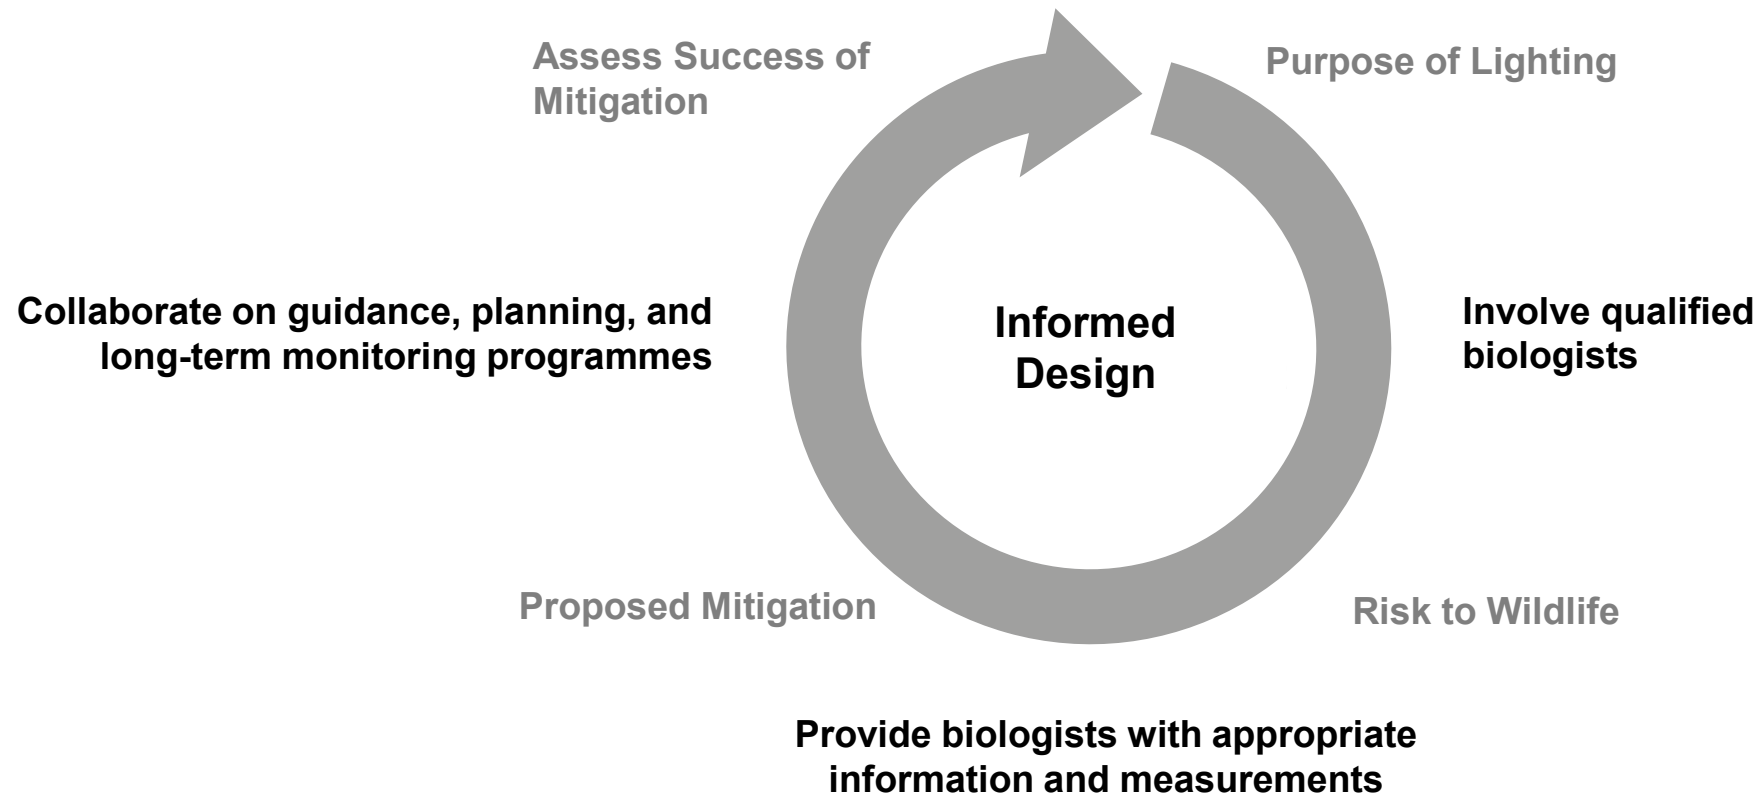 Assess Success of
Mitigation
Purpose of Lighting
Collaborate on guidance, planning, and
long-term monitoring programmes
Informed
Design
Involve qualified
biologists
Proposed Mitigation
Risk to Wildlife
Provide biologists with appropriate
information and measurements